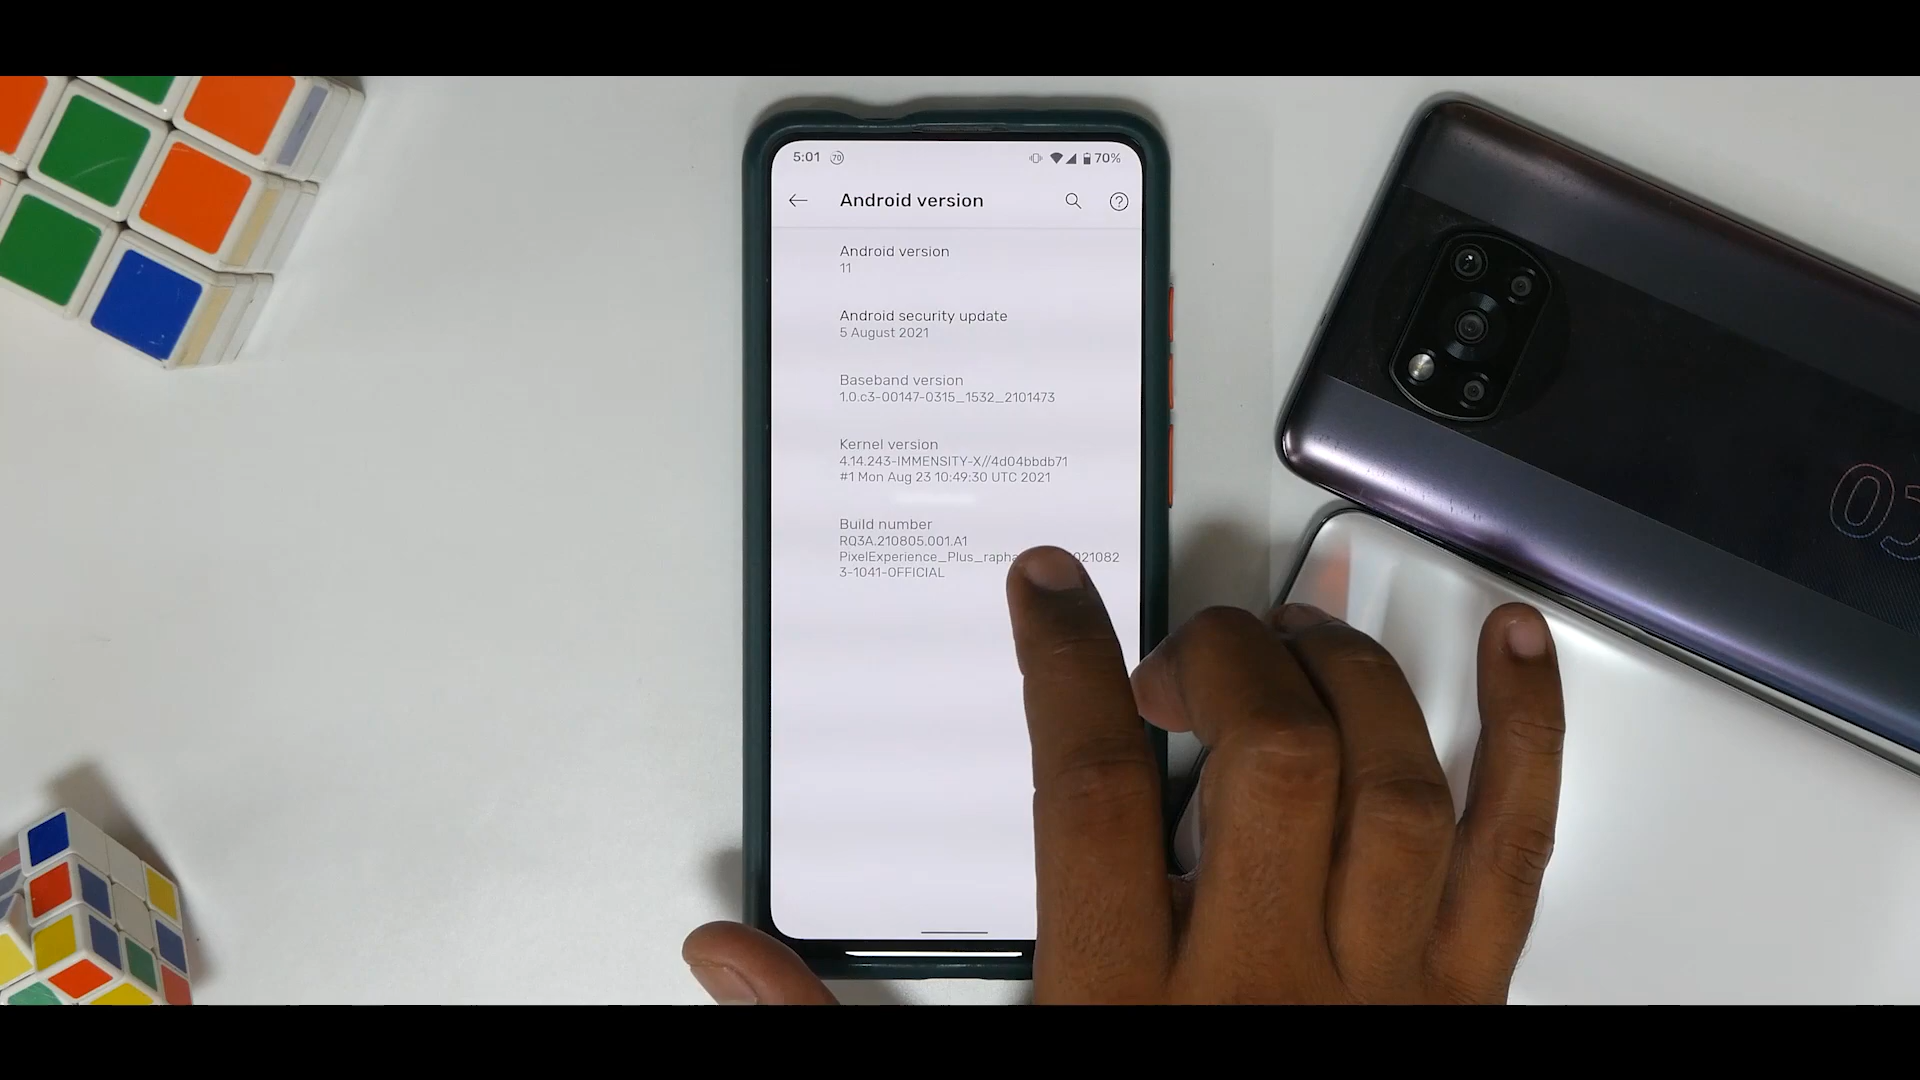 5:01 70 70%
Android version
Android version
11
Android security update
5 August 2021
Baseband version
1.0.c3-00147-0315_1532_2101473
Kernel version
4.14.243-IMMENSITY-X//4d04bbdb71
#1 Mon Aug 23 10:49:30 UTC 2021
Build number
RQ3A.210805.001.A1
PixelExperience_Plus_rapha 021082
3-1041-OFFICIAL